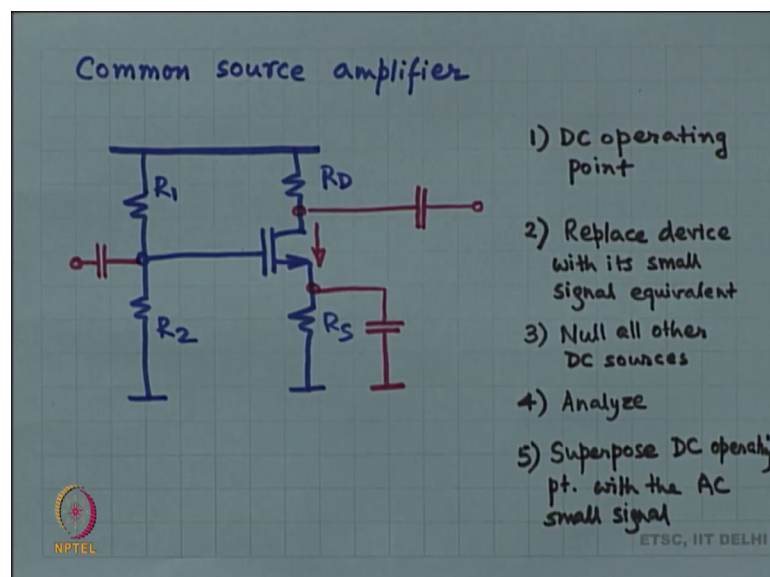 Common source amplifier
R1
RD
R2
RS
1) DC operating
point
2) Replace device
with its small
signal equivalent
3) Null all other
DC sources
4) Analyze
5) Superpose DC operating
pt. with the AC
small signal
NPTEL
ETSC, IIT DELHI